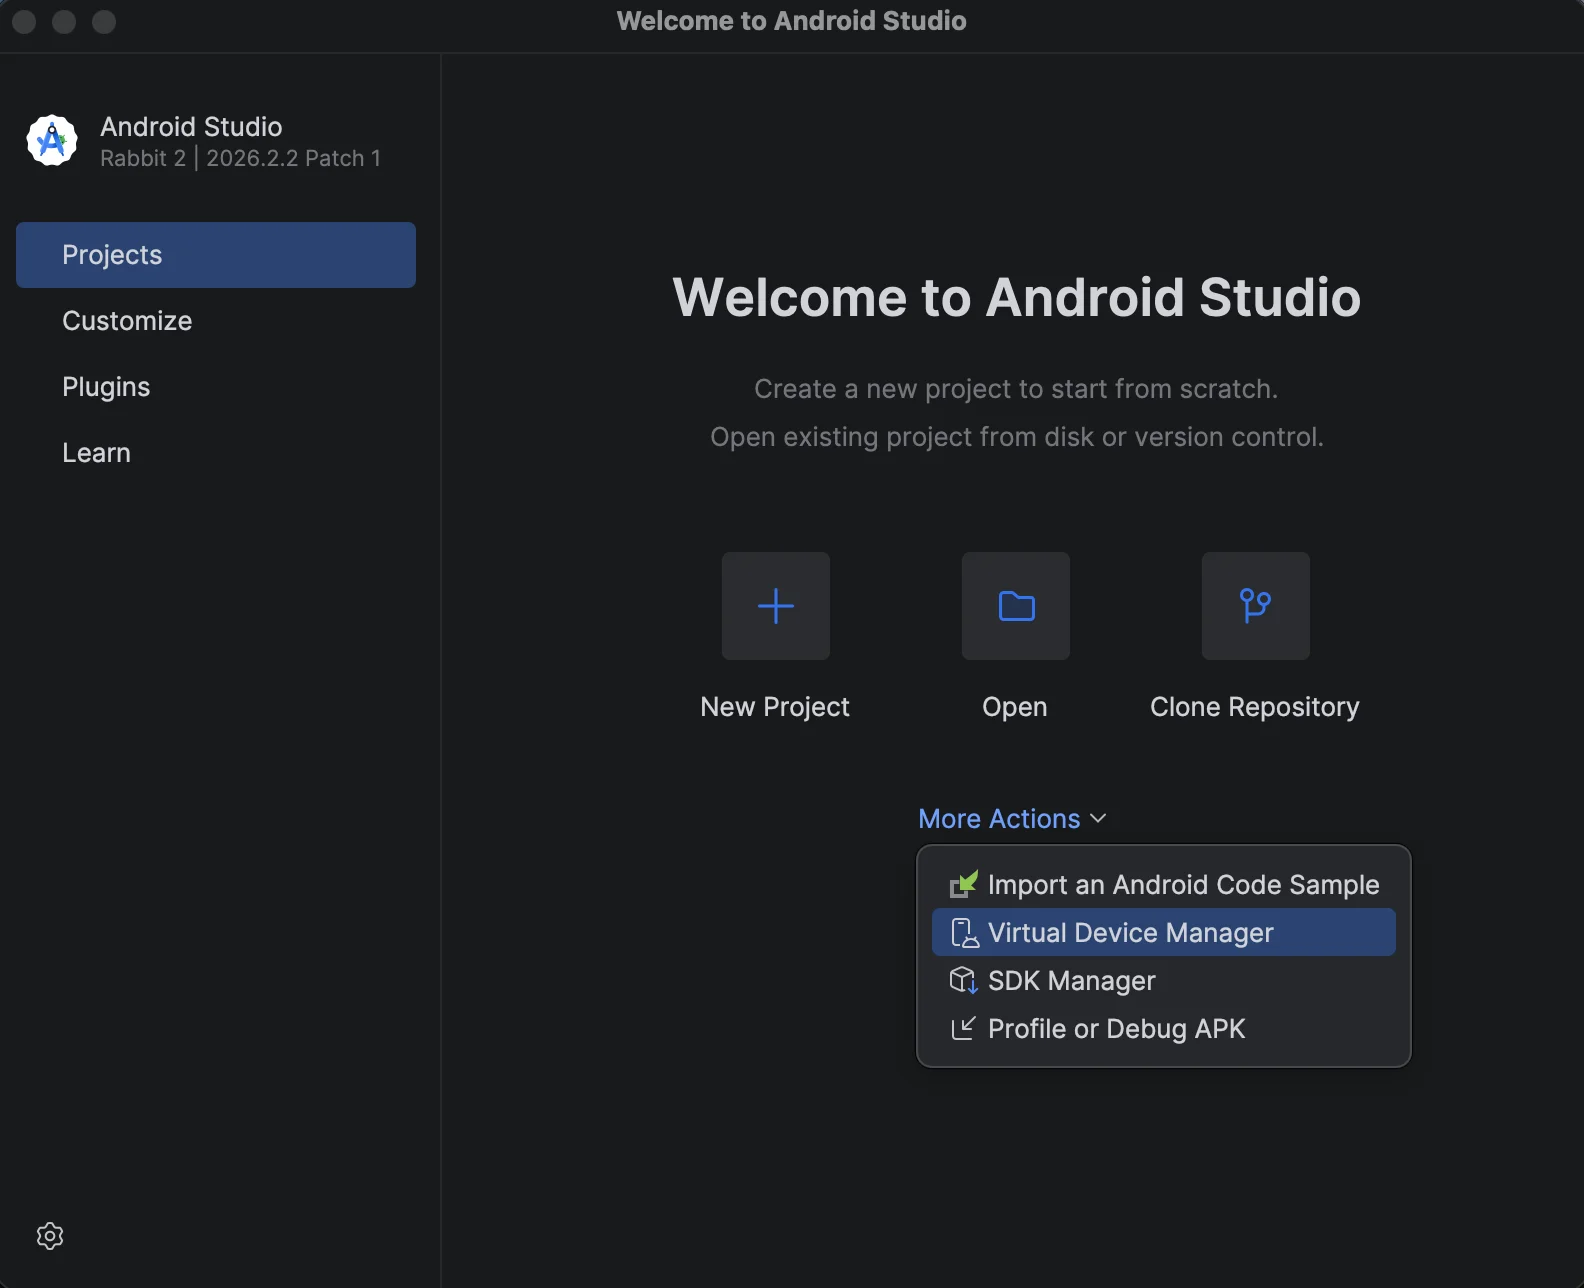 Welcome to Android Studio
Android Studio
Rabbit 2 | 2026.2.2 Patch 1
Projects
Customize
Plugins
Learn
Welcome to Android Studio
Create a new project to start from scratch.
Open existing project from disk or version control.
New Project
Open
Clone Repository
More Actions
Import an Android Code Sample
Virtual Device Manager
SDK Manager
Profile or Debug APK